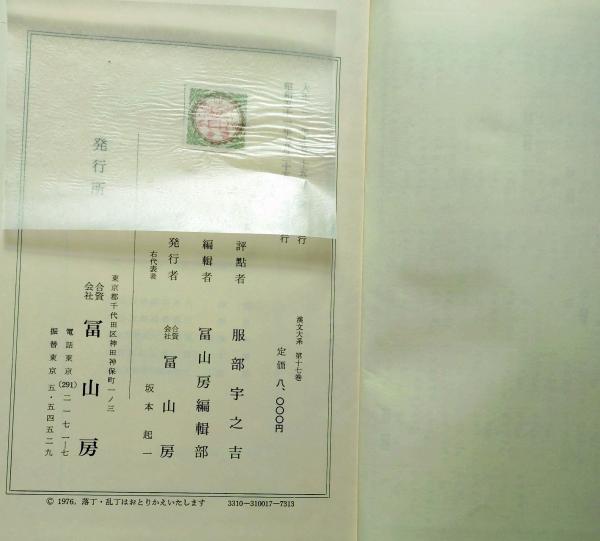 漢文大系 第十七巻
定価 八、〇〇〇円
評點者 服部宇之吉
編輯者 冨山房編輯部
発行者 合資会社 冨山房
右代表者 坂本起一
発行所
東京都千代田区神田神保町一ノ三
合資会社 冨山房
電話東京(291)二一七一―七
振替東京 五・五四五二九
© 1976, 落丁・乱丁はおとりかえいたします 3310-310017-7313